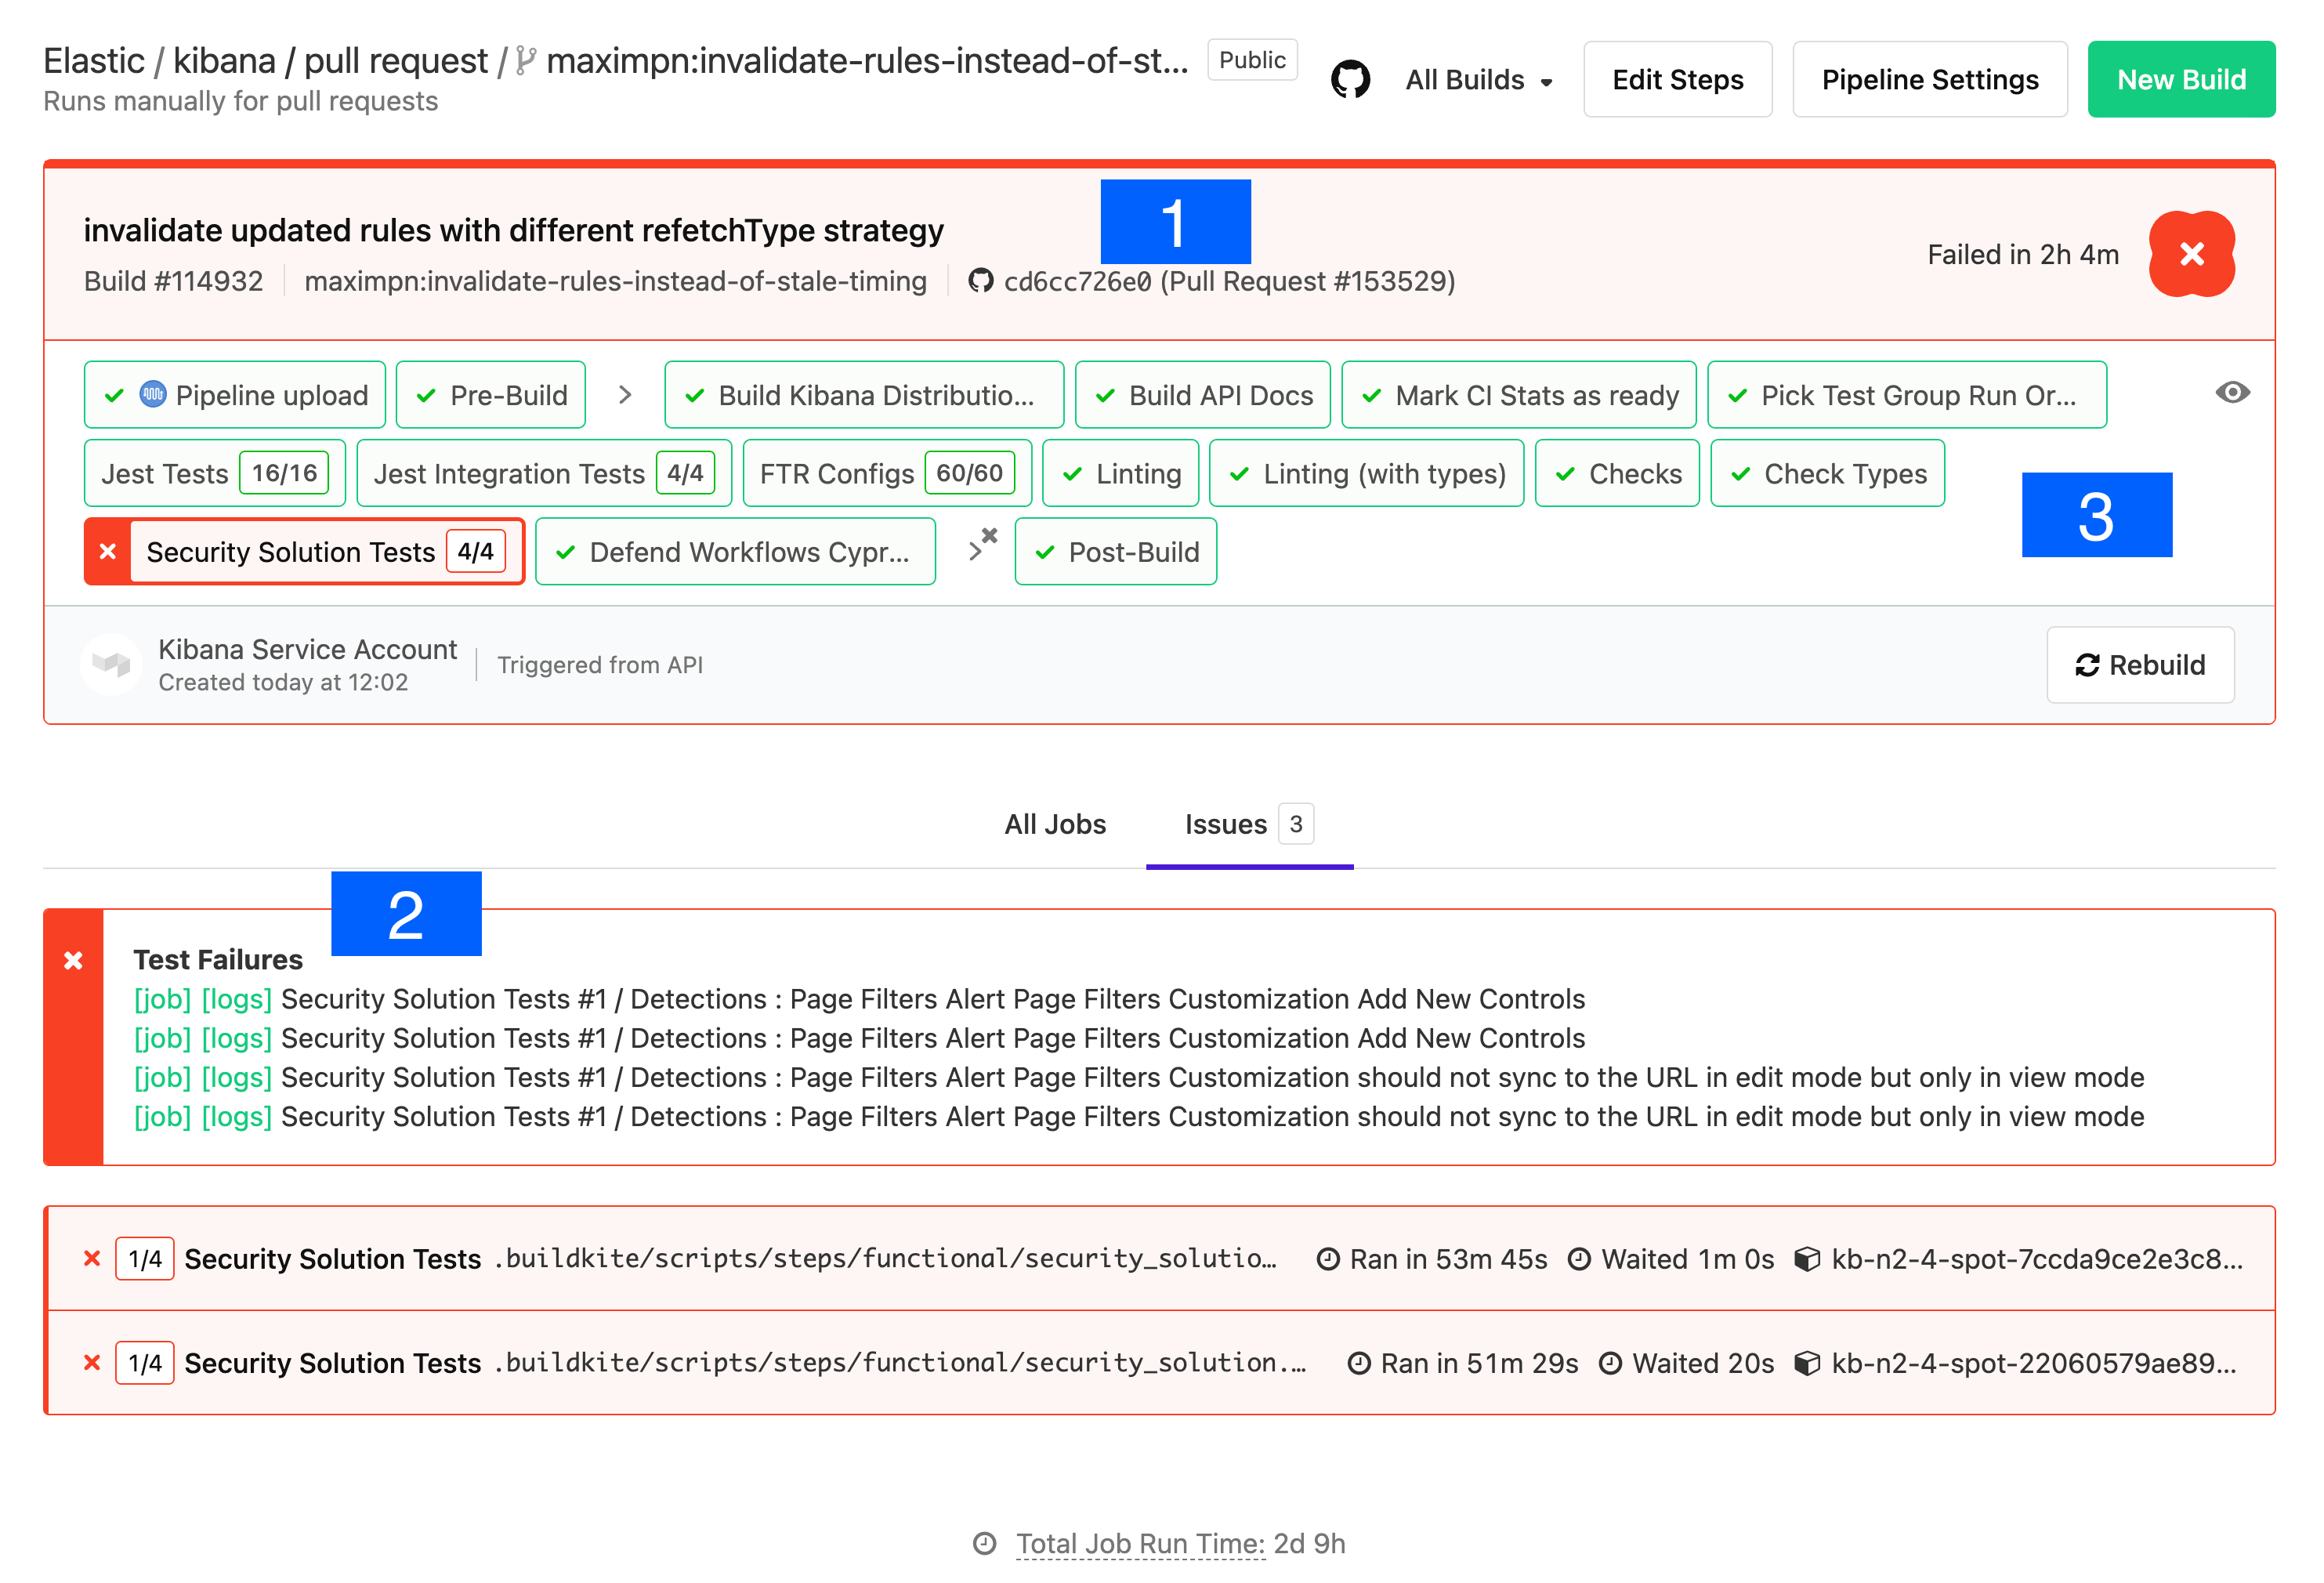 Elastic / kibana / pull request / maximpn:invalidate-rules-instead-of-st... Public
Runs manually for pull requests
All Builds Edit Steps Pipeline Settings New Build
1
invalidate updated rules with different refetchType strategy
Build #114932 maximpn:invalidate-rules-instead-of-stale-timing cd6cc726e0 (Pull Request #153529)
Failed in 2h 4m
Pipeline upload Pre-Build Build Kibana Distributio... Build API Docs Mark CI Stats as ready Pick Test Group Run Or...
Jest Tests 16/16 Jest Integration Tests 4/4 FTR Configs 60/60 Linting Linting (with types) Checks Check Types
3
Security Solution Tests 4/4 Defend Workflows Cypr... Post-Build
Kibana Service Account
Created today at 12:02
Triggered from API
Rebuild
All Jobs Issues 3
2
Test Failures
[job] [logs] Security Solution Tests #1 / Detections : Page Filters Alert Page Filters Customization Add New Controls
[job] [logs] Security Solution Tests #1 / Detections : Page Filters Alert Page Filters Customization Add New Controls
[job] [logs] Security Solution Tests #1 / Detections : Page Filters Alert Page Filters Customization should not sync to the URL in edit mode but only in view mode
[job] [logs] Security Solution Tests #1 / Detections : Page Filters Alert Page Filters Customization should not sync to the URL in edit mode but only in view mode
1/4 Security Solution Tests .buildkite/scripts/steps/functional/security_solutio... Ran in 53m 45s Waited 1m 0s kb-n2-4-spot-7ccda9ce2e3c8...
1/4 Security Solution Tests .buildkite/scripts/steps/functional/security_solution.... Ran in 51m 29s Waited 20s kb-n2-4-spot-22060579ae89...
Total Job Run Time: 2d 9h